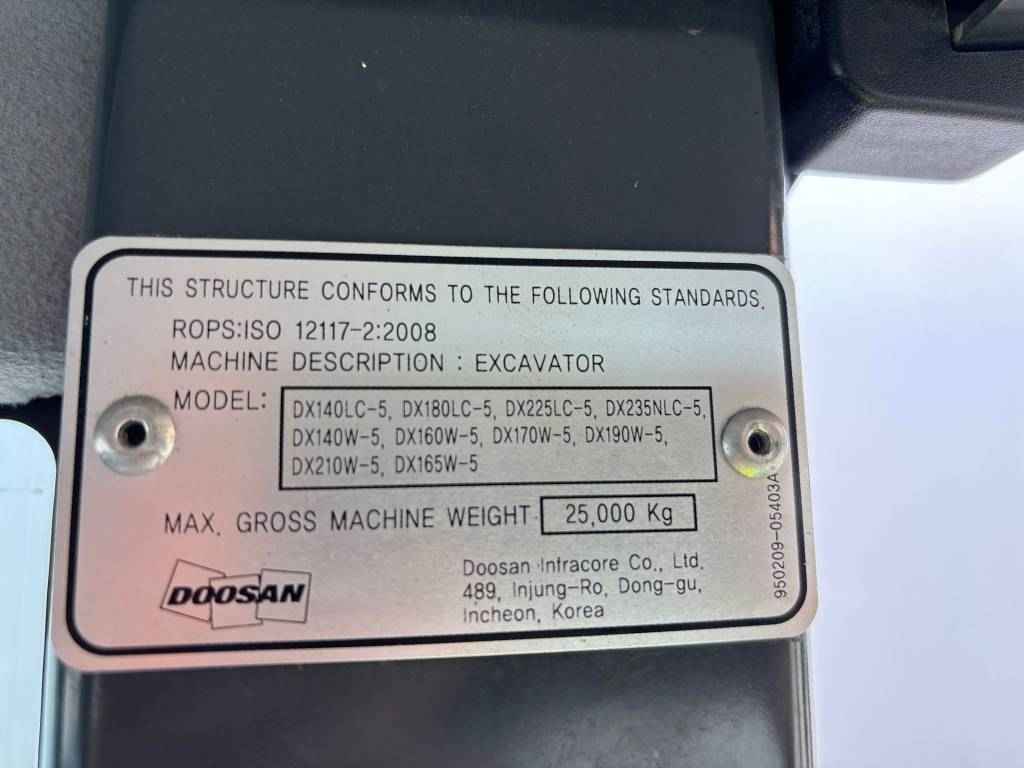 THIS STRUCTURE CONFORMS TO THE FOLLOWING STANDARDS.
ROPS:ISO 12117-2:2008
MACHINE DESCRIPTION : EXCAVATOR
MODEL: DX140LC-5, DX180LC-5, DX225LC-5, DX235NLC-5,
DX140W-5, DX160W-5, DX170W-5, DX190W-5,
DX210W-5, DX165W-5
MAX. GROSS MACHINE WEIGHT 25,000 Kg
DOOSAN
Doosan Infracore Co., Ltd.
489, Injung-Ro, Dong-gu,
Incheon, Korea
950209-05403A